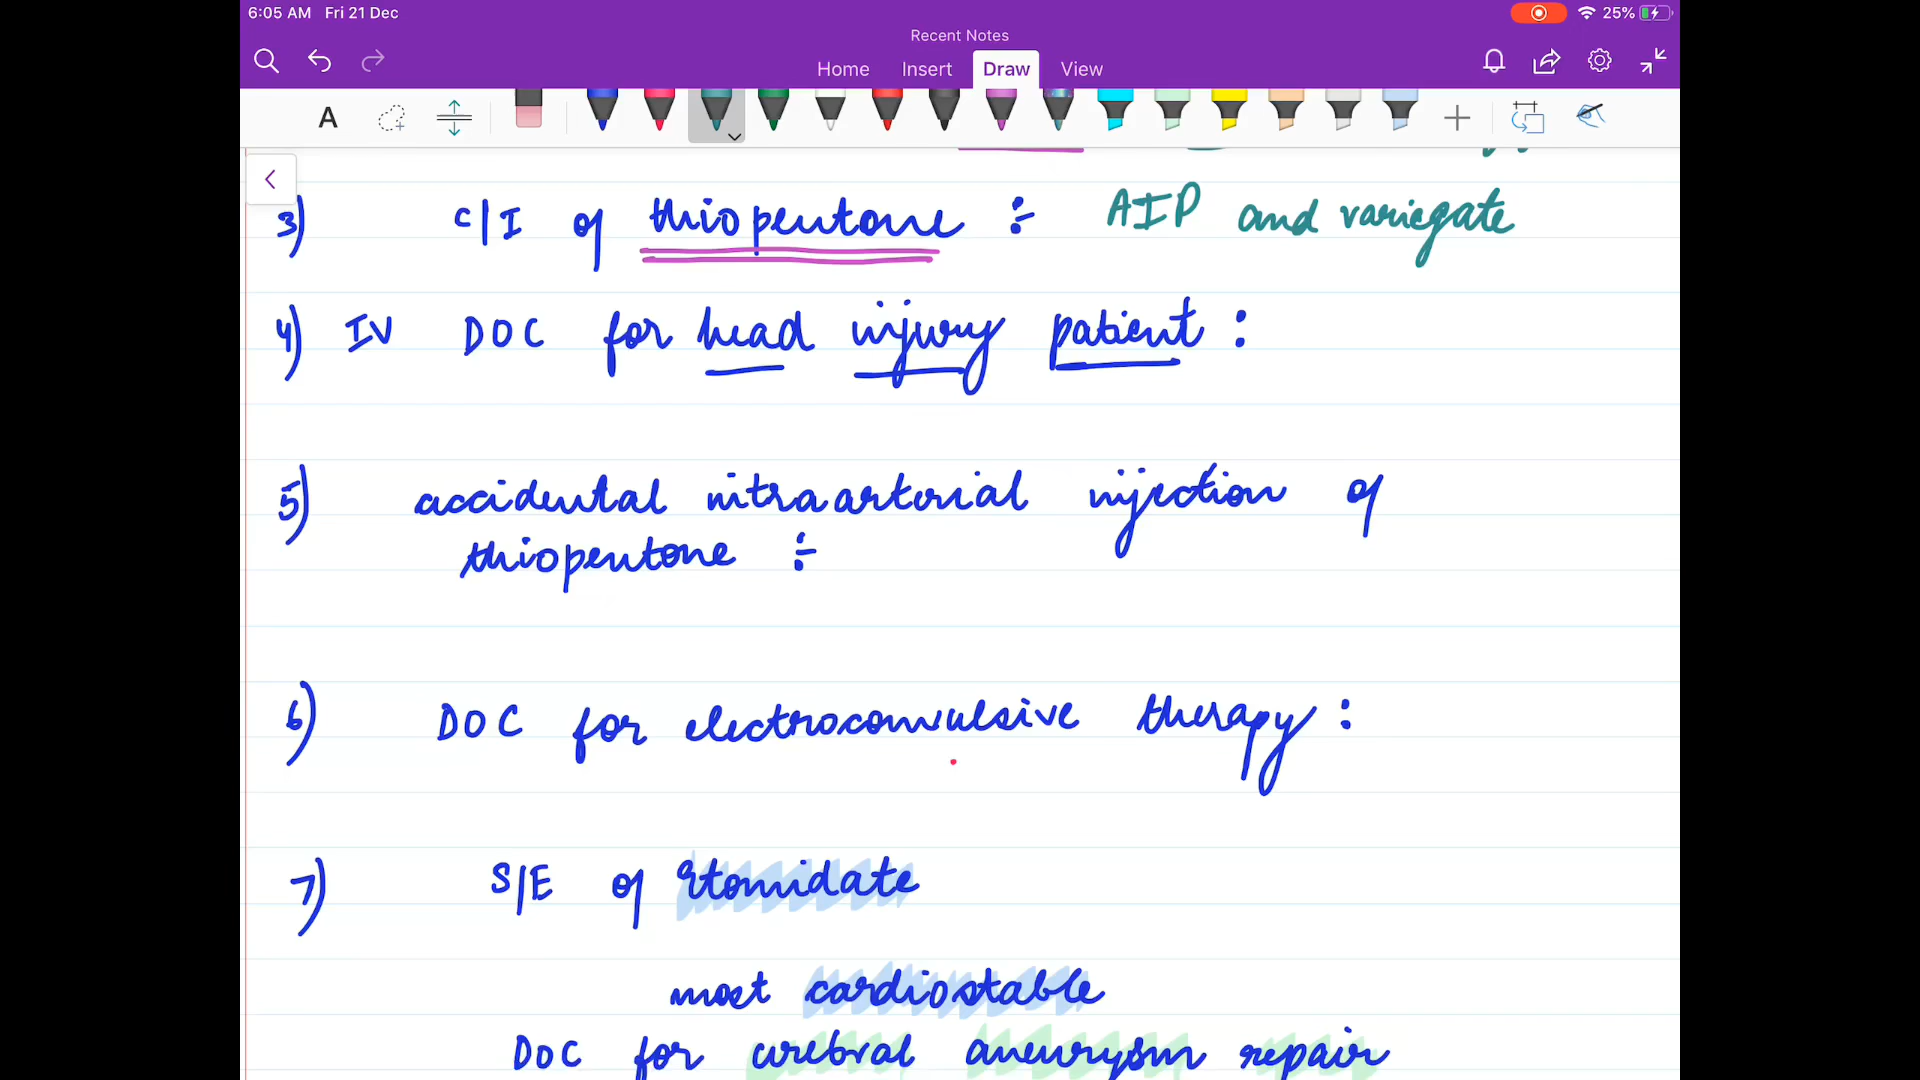 6:05 AM Fri 21 Dec
25%
Recent Notes
Home Insert Draw View
A
3) C/I of thiopentone ÷ AIP and variegate
4) IV DOC for head injury patient :
5) accidental intraarterial injection of
thiopentone ÷
6) DOC for electroconvulsive therapy :
7) S/E of Etomidate
most cardiostable
DOC for cerebral aneurysm repair